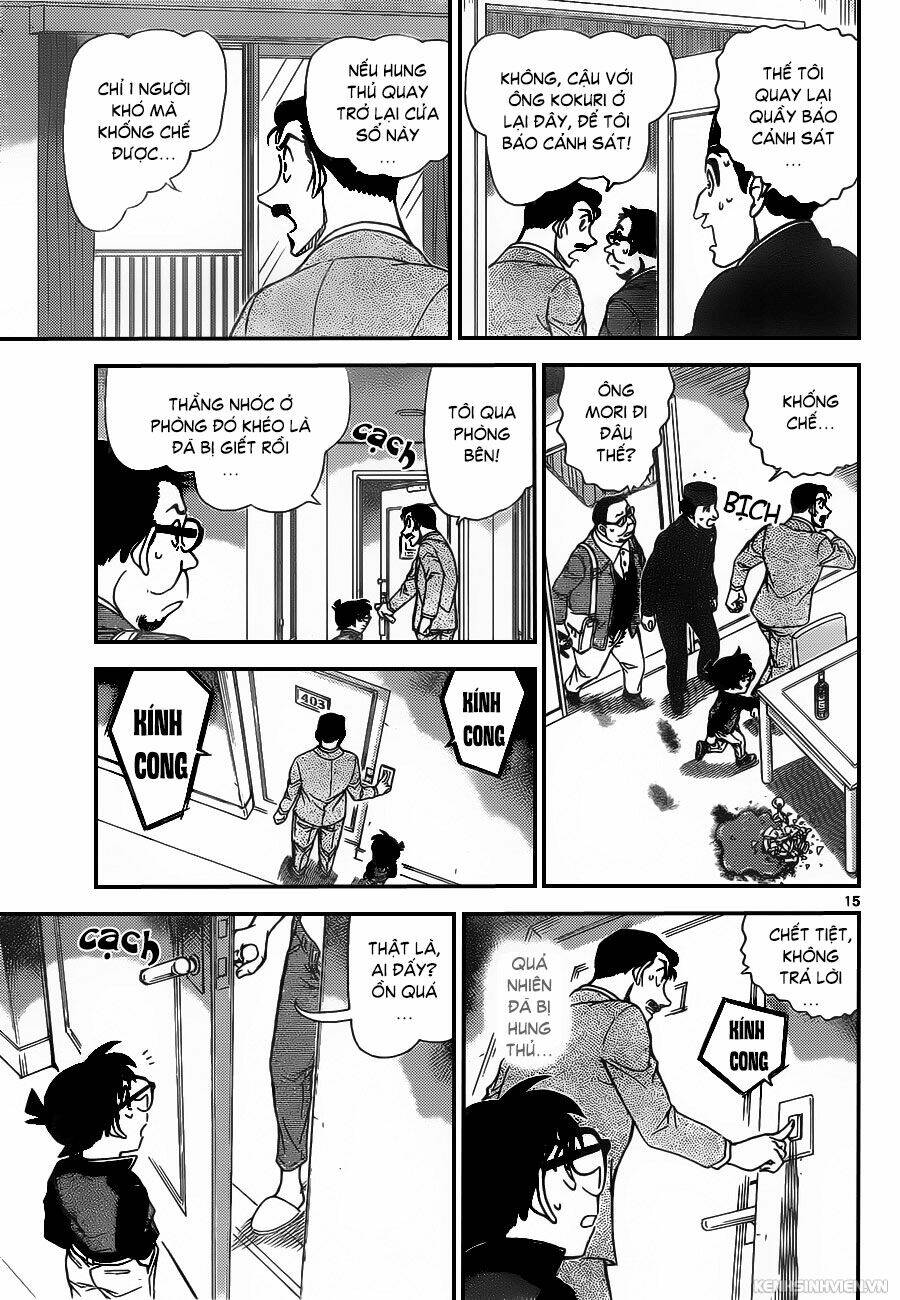 THẾ TÔI
QUAY LẠI
QUẦY BÁO
CẢNH SÁT
...
KHÔNG, CẬU VỚI
ÔNG KOKURI Ở
LẠI ĐÂY, ĐỂ TÔI
BÁO CẢNH SÁT!
NẾU HUNG
THỦ QUAY
TRỞ LẠI CỬA
SỔ NÀY
...
CHỈ 1 NGƯỜI
KHÓ MÀ
KHỐNG CHẾ
ĐƯỢC...
KHỐNG
CHẾ...
ÔNG
MORI ĐI
ĐÂU
THẾ?
BỊCH
TÔI QUA
PHÒNG
BÊN!
CẠCH
THẰNG NHÓC Ở
PHÒNG ĐÓ KHÉO LÀ
ĐÃ BỊ GIẾT RỒI
...
KÍNH
CONG
403
KÍNH
CONG
15
CHẾT TIỆT,
KHÔNG
TRẢ LỜI
...
KÍNH
CONG
QUẢ
NHIÊN
ĐÃ BỊ
HUNG
THỦ...
THẬT LÀ,
AI ĐẤY?
ỒN QUÁ
...
CẠCH
KENHSINHVIEN.VN